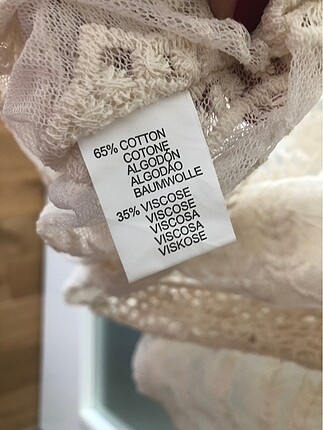 65% COTTON
COTONE
ALGODÓN
ALGODÃO
BAUMWOLLE
35% VISCOSE
VISCOSE
VISCOSA
VISCOSA
VISKOSE